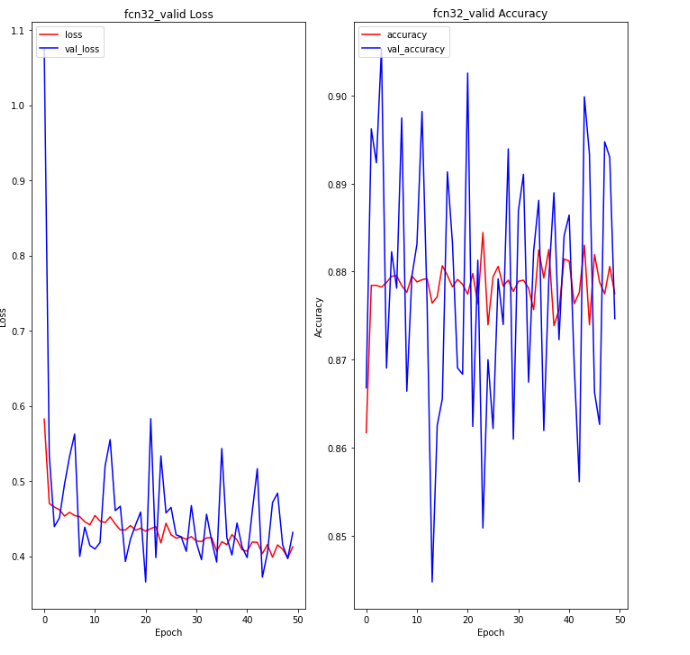 fcn32_valid Loss
loss
val_loss
1.1
1.0
0.9
0.8
0.7
0.6
0.5
0.4
Loss
0
10
20
30
40
50
Epoch
fcn32_valid Accuracy
accuracy
val_accuracy
0.90
0.89
0.88
0.87
0.86
0.85
Accuracy
0
10
20
30
40
50
Epoch